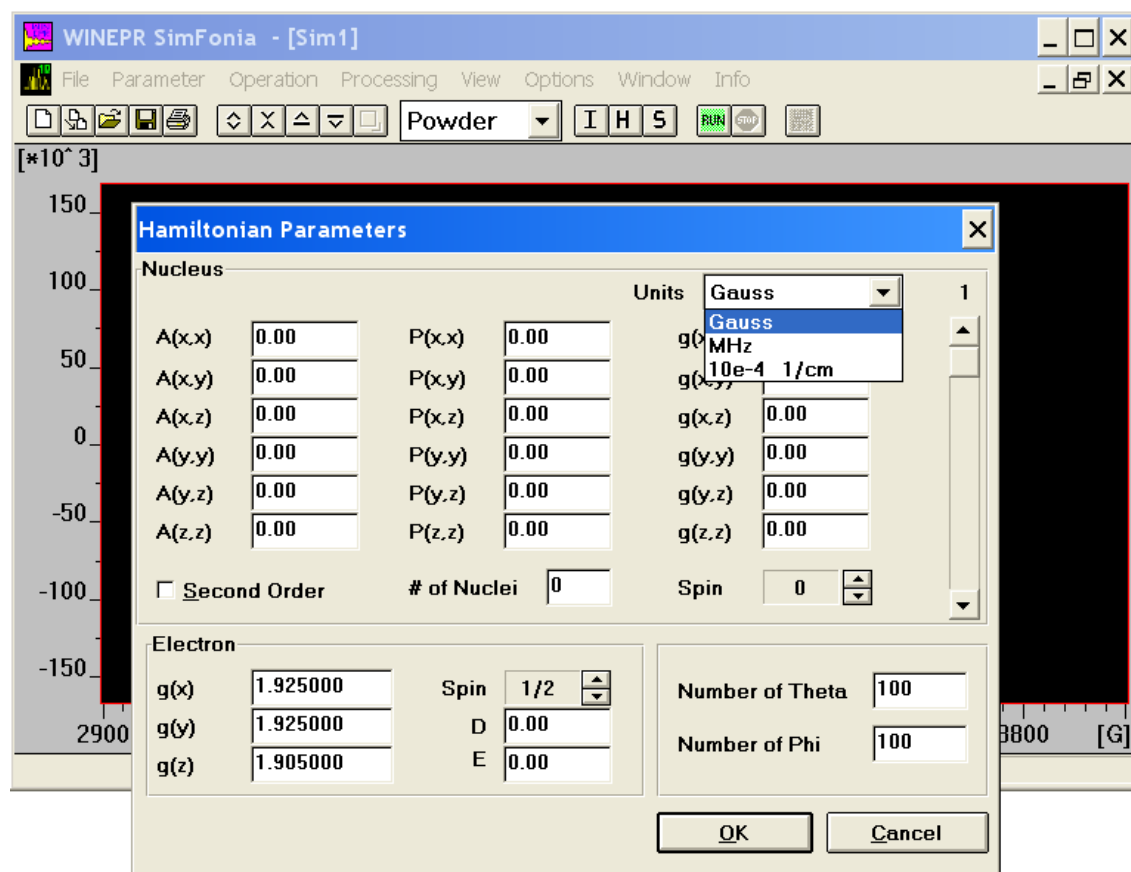 WINEPR SimFonia - [Sim1]
File Parameter Operation Processing View Options Window Info
Powder I H S RUN STOP
[*10^ 3]
150
100
50
0
-50
-100
-150
2900
3800 [G]
Hamiltonian Parameters
Nucleus
Units Gauss 1
Gauss
MHz
10e-4 1/cm
A(x,x) 0.00 P(x,x) 0.00
A(x,y) 0.00 P(x,y) 0.00 g(x,y)
A(x,z) 0.00 P(x,z) 0.00 g(x,z) 0.00
A(y,y) 0.00 P(y,y) 0.00 g(y,y) 0.00
A(y,z) 0.00 P(y,z) 0.00 g(y,z) 0.00
A(z,z) 0.00 P(z,z) 0.00 g(z,z) 0.00
Second Order # of Nuclei 0 Spin 0
Electron
g(x) 1.925000 Spin 1/2
g(y) 1.925000 D 0.00
g(z) 1.905000 E 0.00
Number of Theta 100
Number of Phi 100
OK Cancel